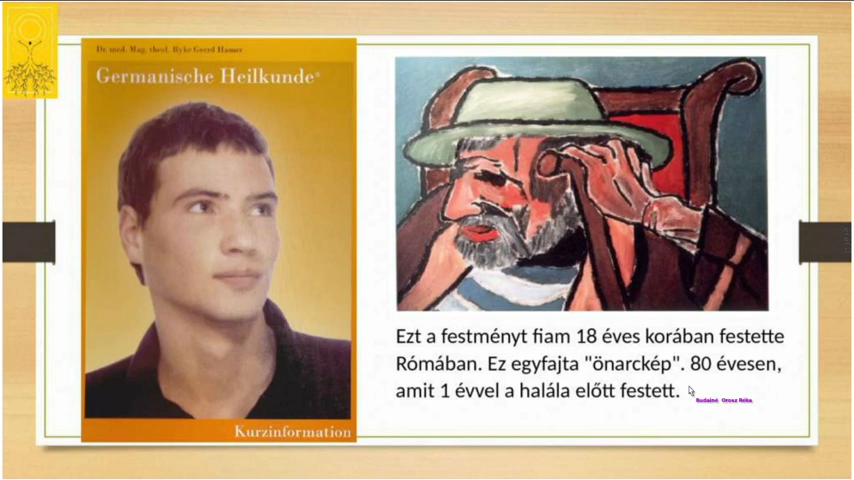 Dr. med. Mag. theol. Ryke Geerd Hamer
Germanische Heilkunde®
Kurzinformation
Ezt a festményt fiam 18 éves korában festette
Rómában. Ez egyfajta "önarckép". 80 évesen,
amit 1 évvel a halála előtt festett.
Budainé Orosz Réka